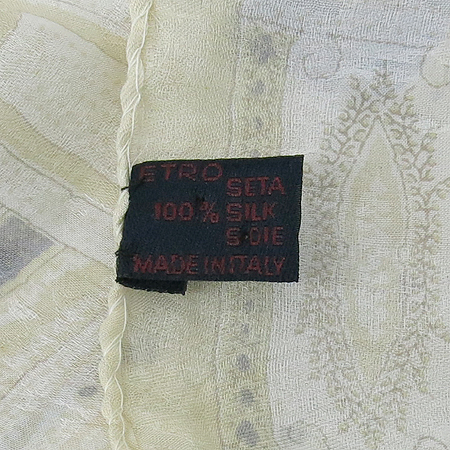 ETRO
SETA
100% SILK
SOIE
MADE IN ITALY